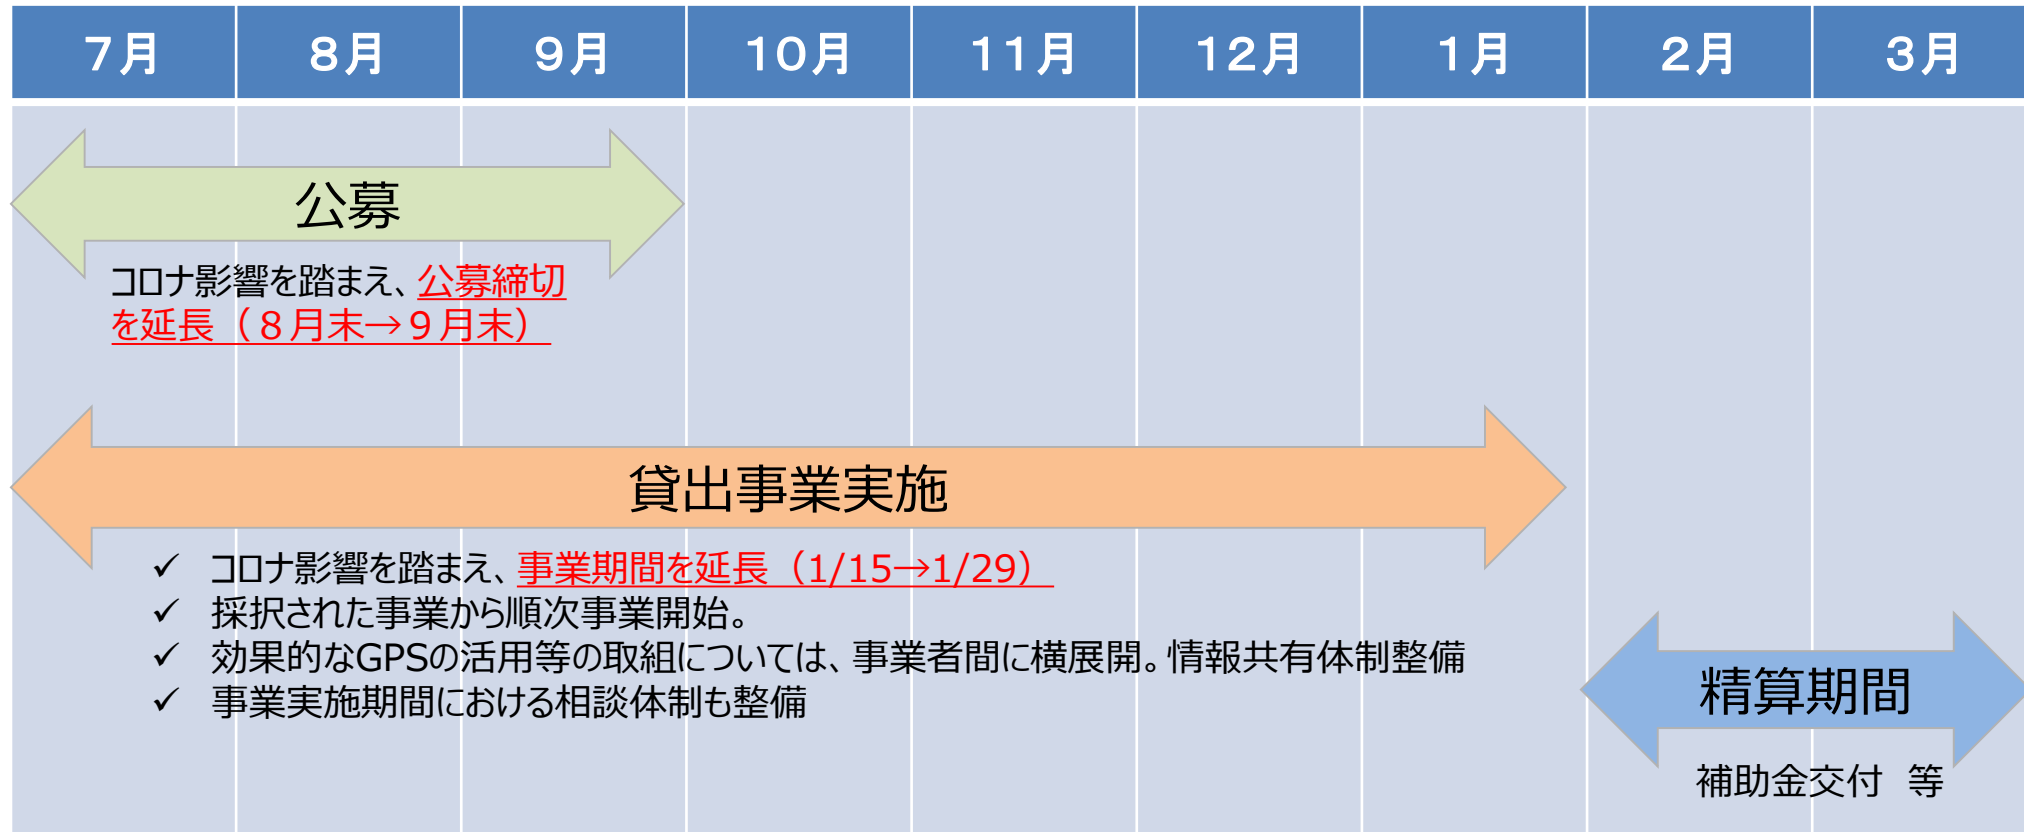 7月 8月 9月 10月 11月 12月 1月 2月 3月
公募
コロナ影響を踏まえ、公募締切
を延長（８月末→９月末）
貸出事業実施
✓ コロナ影響を踏まえ、事業期間を延長（1/15→1/29）
✓ 採択された事業から順次事業開始。
✓ 効果的なGPSの活用等の取組については、事業者間に横展開。情報共有体制整備
✓ 事業実施期間における相談体制も整備
精算期間
補助金交付　等